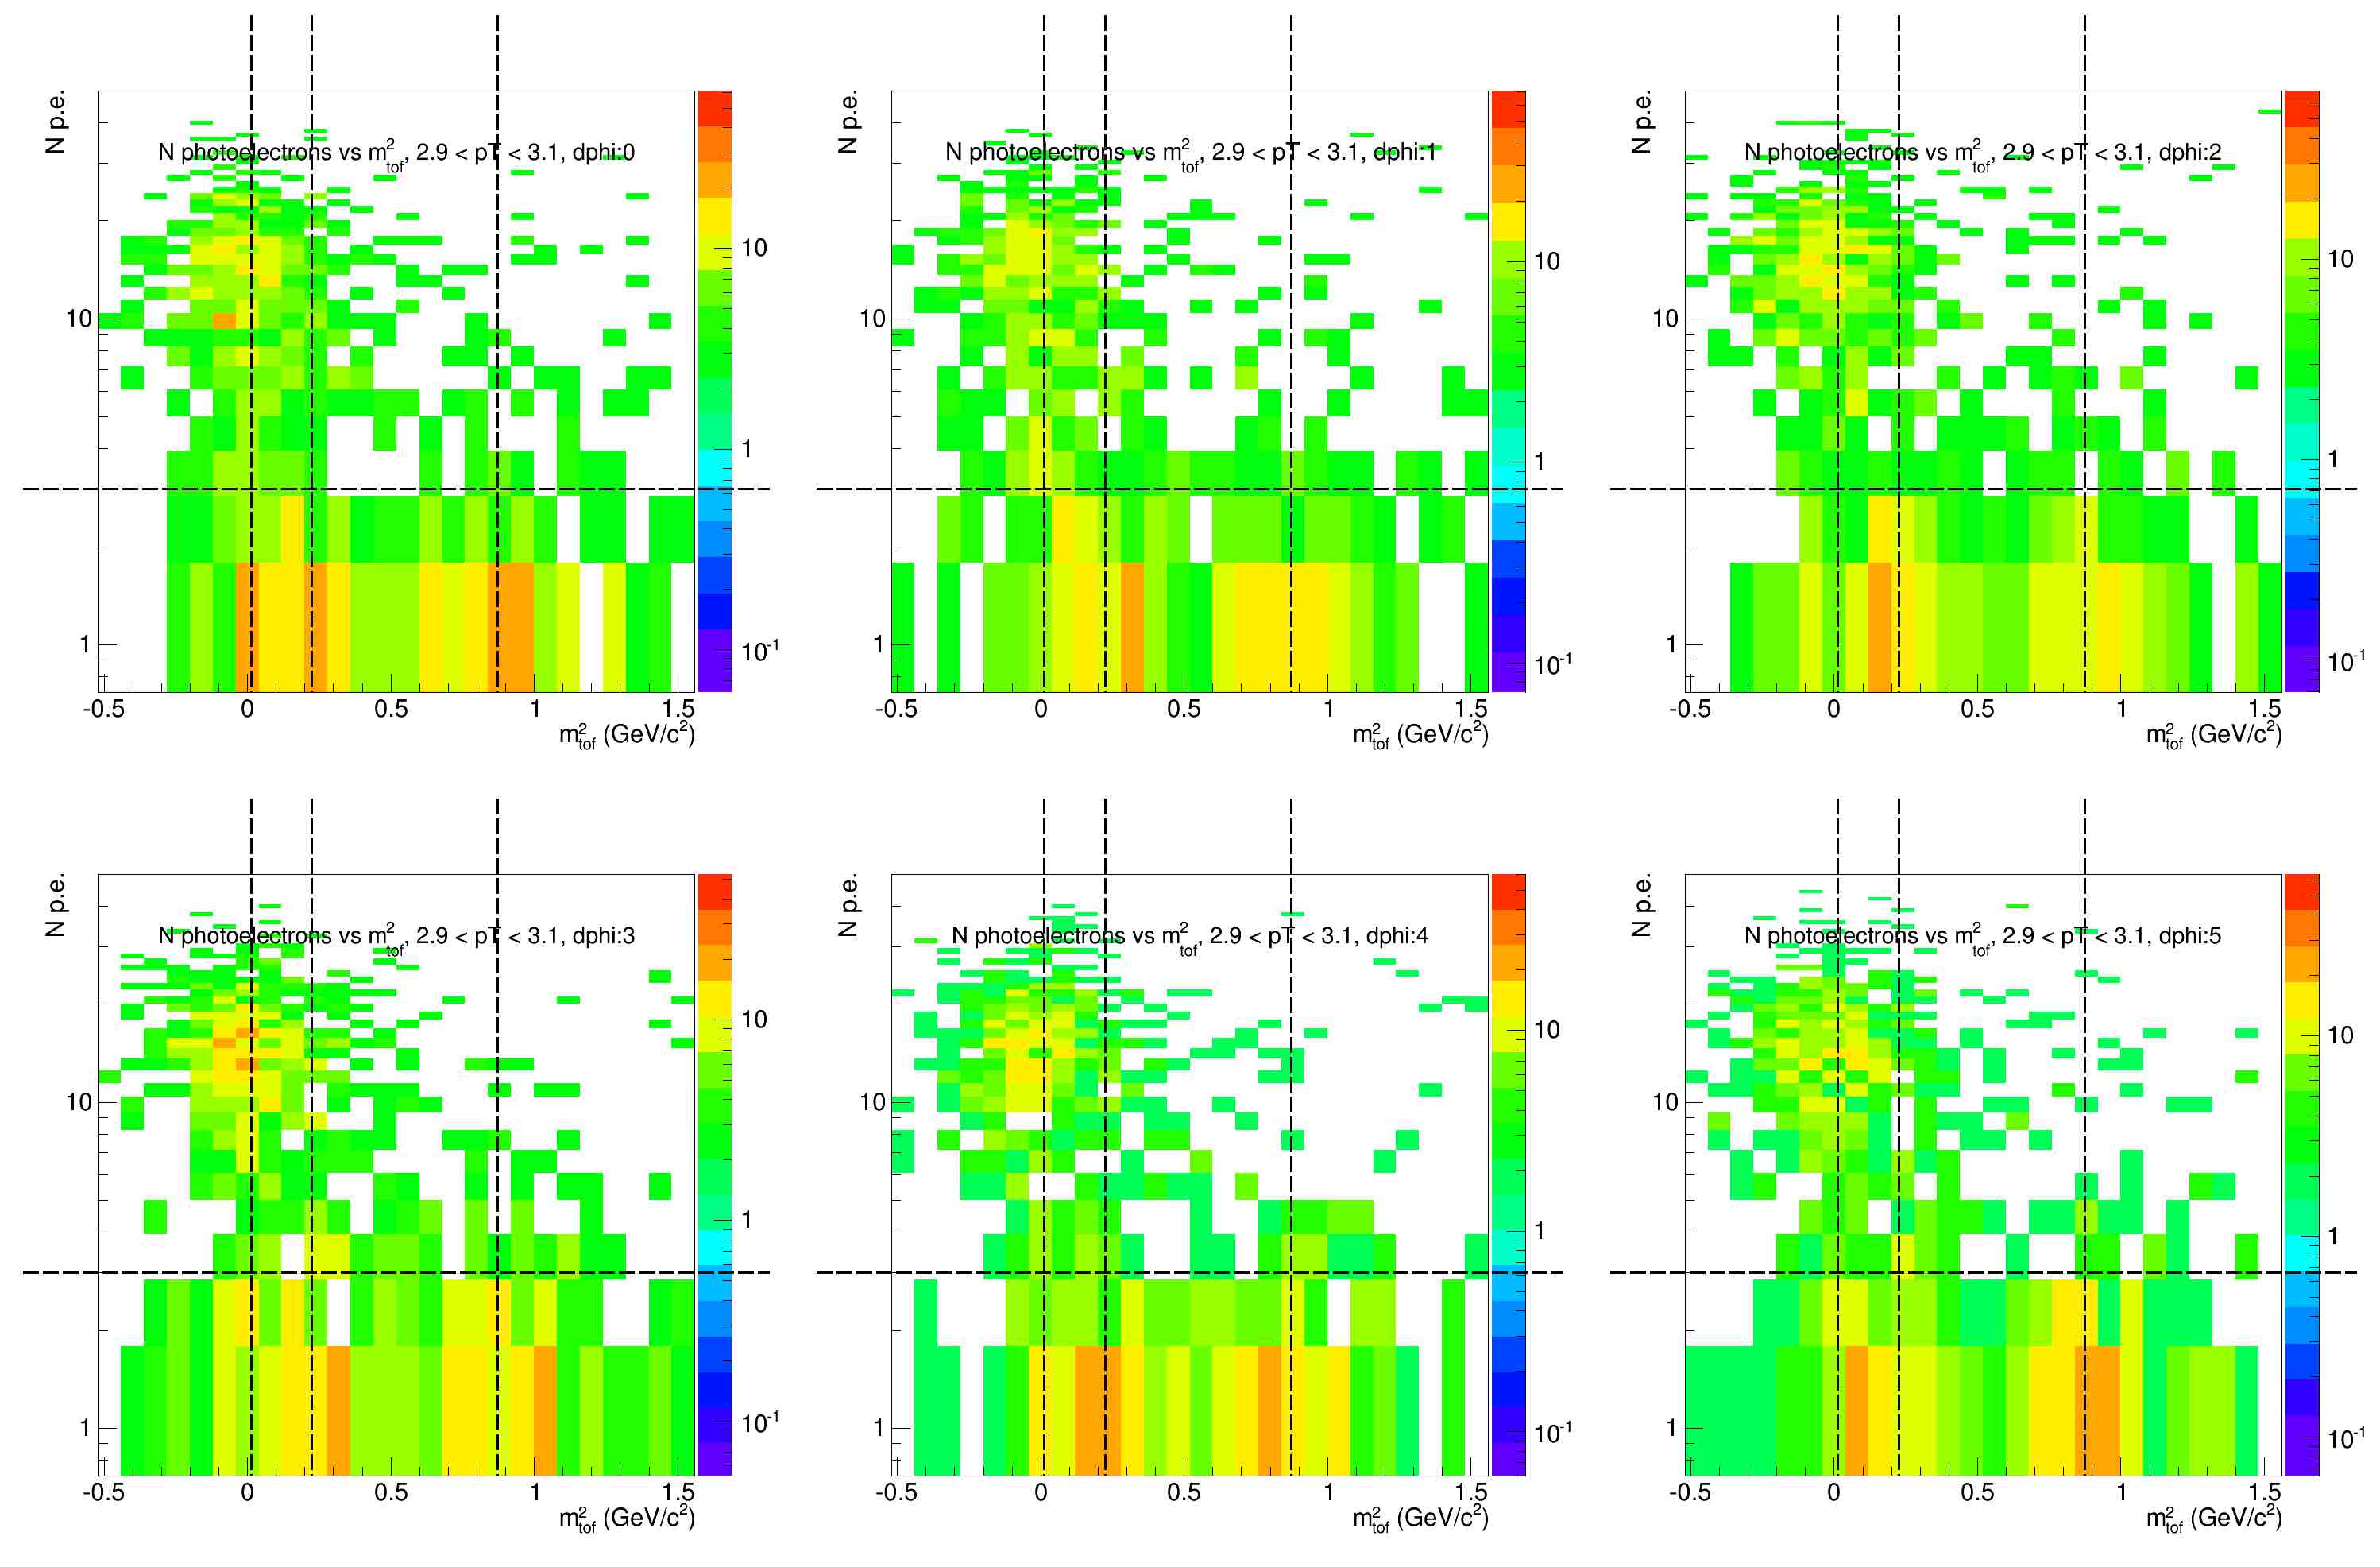 N p.e.
N photoelectrons vs m²tof, 2.9 < pT < 3.1, dphi:0
10
1
-0.5 0 0.5 1 1.5
m²tof (GeV/c²)
10
1
10⁻¹
N p.e.
N photoelectrons vs m²tof, 2.9 < pT < 3.1, dphi:1
10
1
-0.5 0 0.5 1 1.5
m²tof (GeV/c²)
10
1
10⁻¹
N p.e.
N photoelectrons vs m²tof, 2.9 < pT < 3.1, dphi:2
10
1
-0.5 0 0.5 1 1.5
m²tof (GeV/c²)
10
1
10⁻¹
N p.e.
N photoelectrons vs m²tof, 2.9 < pT < 3.1, dphi:3
10
1
-0.5 0 0.5 1 1.5
m²tof (GeV/c²)
10
1
10⁻¹
N p.e.
N photoelectrons vs m²tof, 2.9 < pT < 3.1, dphi:4
10
1
-0.5 0 0.5 1 1.5
m²tof (GeV/c²)
10
1
10⁻¹
N p.e.
N photoelectrons vs m²tof, 2.9 < pT < 3.1, dphi:5
10
1
-0.5 0 0.5 1 1.5
m²tof (GeV/c²)
10
1
10⁻¹